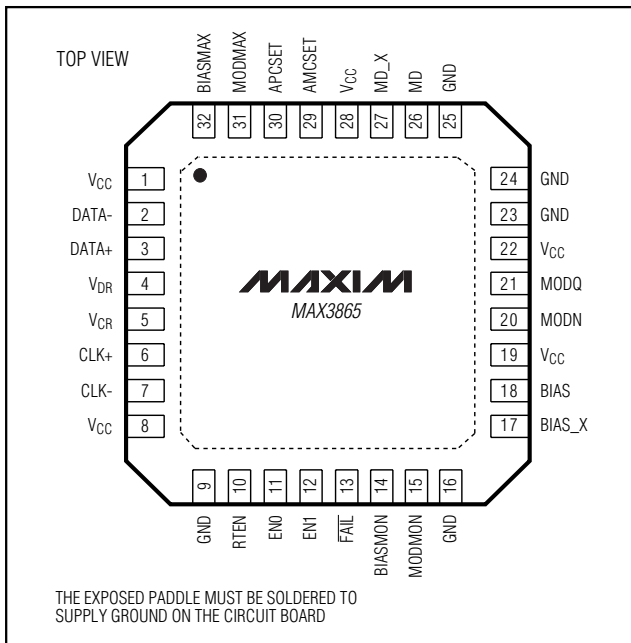 TOP VIEW
BIASMAX
MODMAX
APCSET
AMCSET
VCC
MD_X
MD
GND
32
31
30
29
28
27
26
25
VCC 1
DATA- 2
DATA+ 3
VDR 4
VCR 5
CLK+ 6
CLK- 7
VCC 8
MAXIM
MAX3865
24 GND
23 GND
22 VCC
21 MODQ
20 MODN
19 VCC
18 BIAS
17 BIAS_X
9
10
11
12
13
14
15
16
GND
RTEN
EN0
EN1
FAIL
BIASMON
MODMON
GND
THE EXPOSED PADDLE MUST BE SOLDERED TO
SUPPLY GROUND ON THE CIRCUIT BOARD